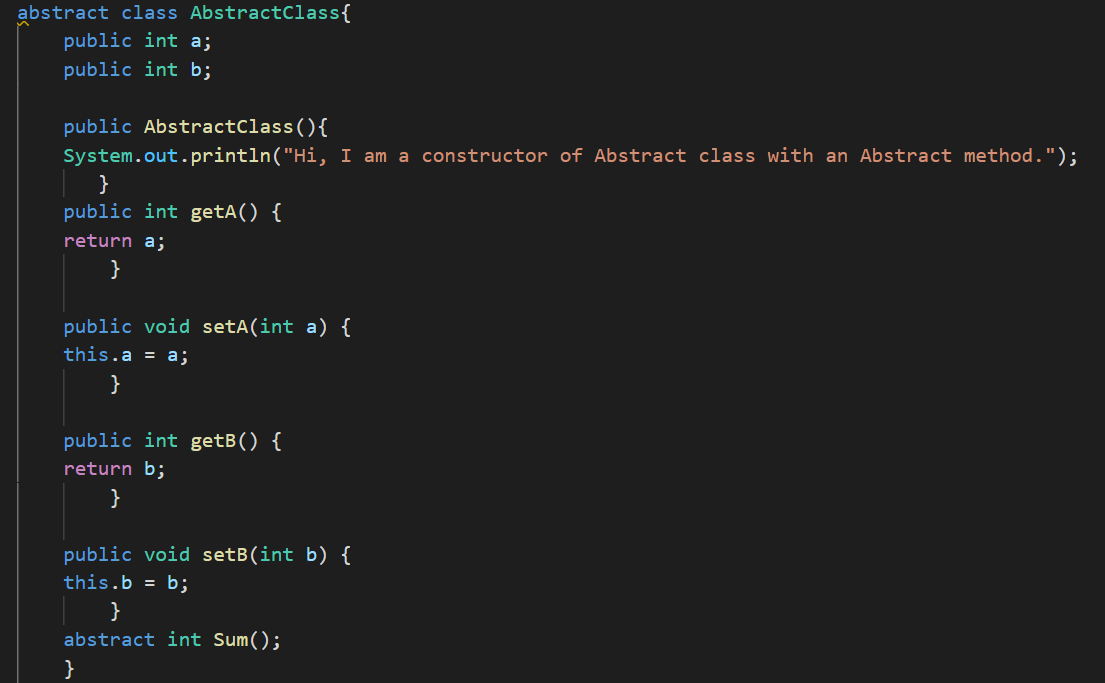 abstract class AbstractClass{
public int a;
public int b;
public AbstractClass(){
System.out.println("Hi, I am a constructor of Abstract class with an Abstract method.");
}
public int getA() {
return a;
}
public void setA(int a) {
this.a = a;
}
public int getB() {
return b;
}
public void setB(int b) {
this.b = b;
}
abstract int Sum();
}